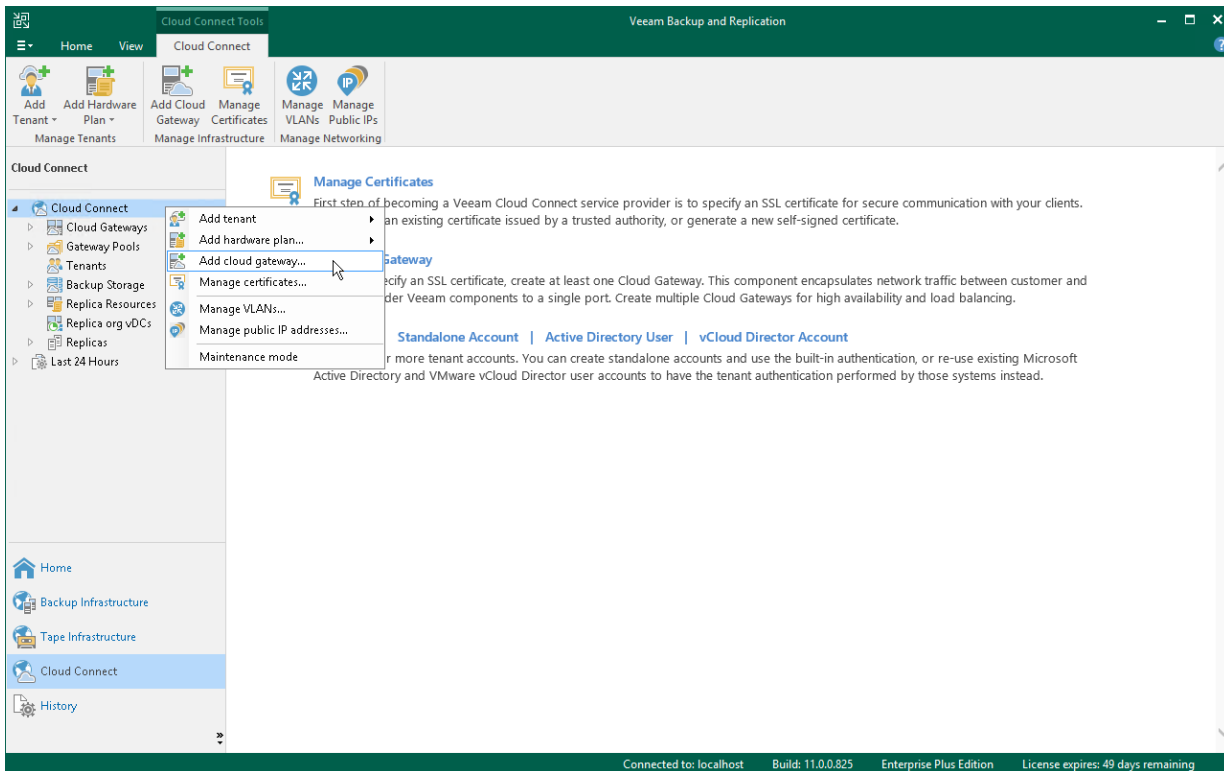 Cloud Connect Tools
Veeam Backup and Replication
Home View Cloud Connect
Add Tenant
Add Hardware Plan
Add Cloud Gateway
Manage Certificates
Manage VLANs
Manage Public IPs
Manage Tenants
Manage Infrastructure
Manage Networking
Cloud Connect
Cloud Connect
Cloud Gateways
Gateway Pools
Tenants
Backup Storage
Replica Resources
Replica org vDCs
Replicas
Last 24 Hours
Add tenant
Add hardware plan...
Add cloud gateway...
Manage certificates...
Manage VLANs...
Manage public IP addresses...
Maintenance mode
Manage Certificates
First step of becoming a Veeam Cloud Connect service provider is to specify an SSL certificate for secure communication with your clients.
an existing certificate issued by a trusted authority, or generate a new self-signed certificate.
Gateway
ecify an SSL certificate, create at least one Cloud Gateway. This component encapsulates network traffic between customer and
der Veeam components to a single port. Create multiple Cloud Gateways for high availability and load balancing.
Standalone Account | Active Directory User | vCloud Director Account
r more tenant accounts. You can create standalone accounts and use the built-in authentication, or re-use existing Microsoft
Active Directory and VMware vCloud Director user accounts to have the tenant authentication performed by those systems instead.
Home
Backup Infrastructure
Tape Infrastructure
Cloud Connect
History
Connected to: localhost Build: 11.0.0.825 Enterprise Plus Edition License expires: 49 days remaining